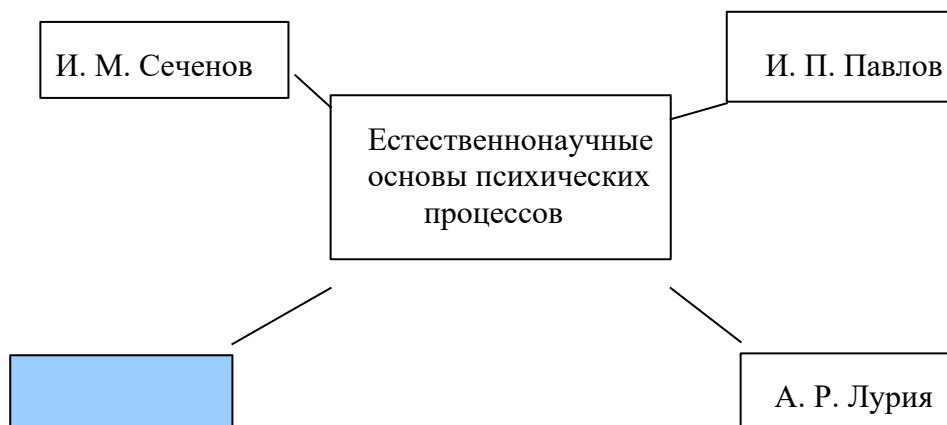 И. М. Сеченов
И. П. Павлов
Естественнонаучные
основы психических
процессов
А. Р. Лурия